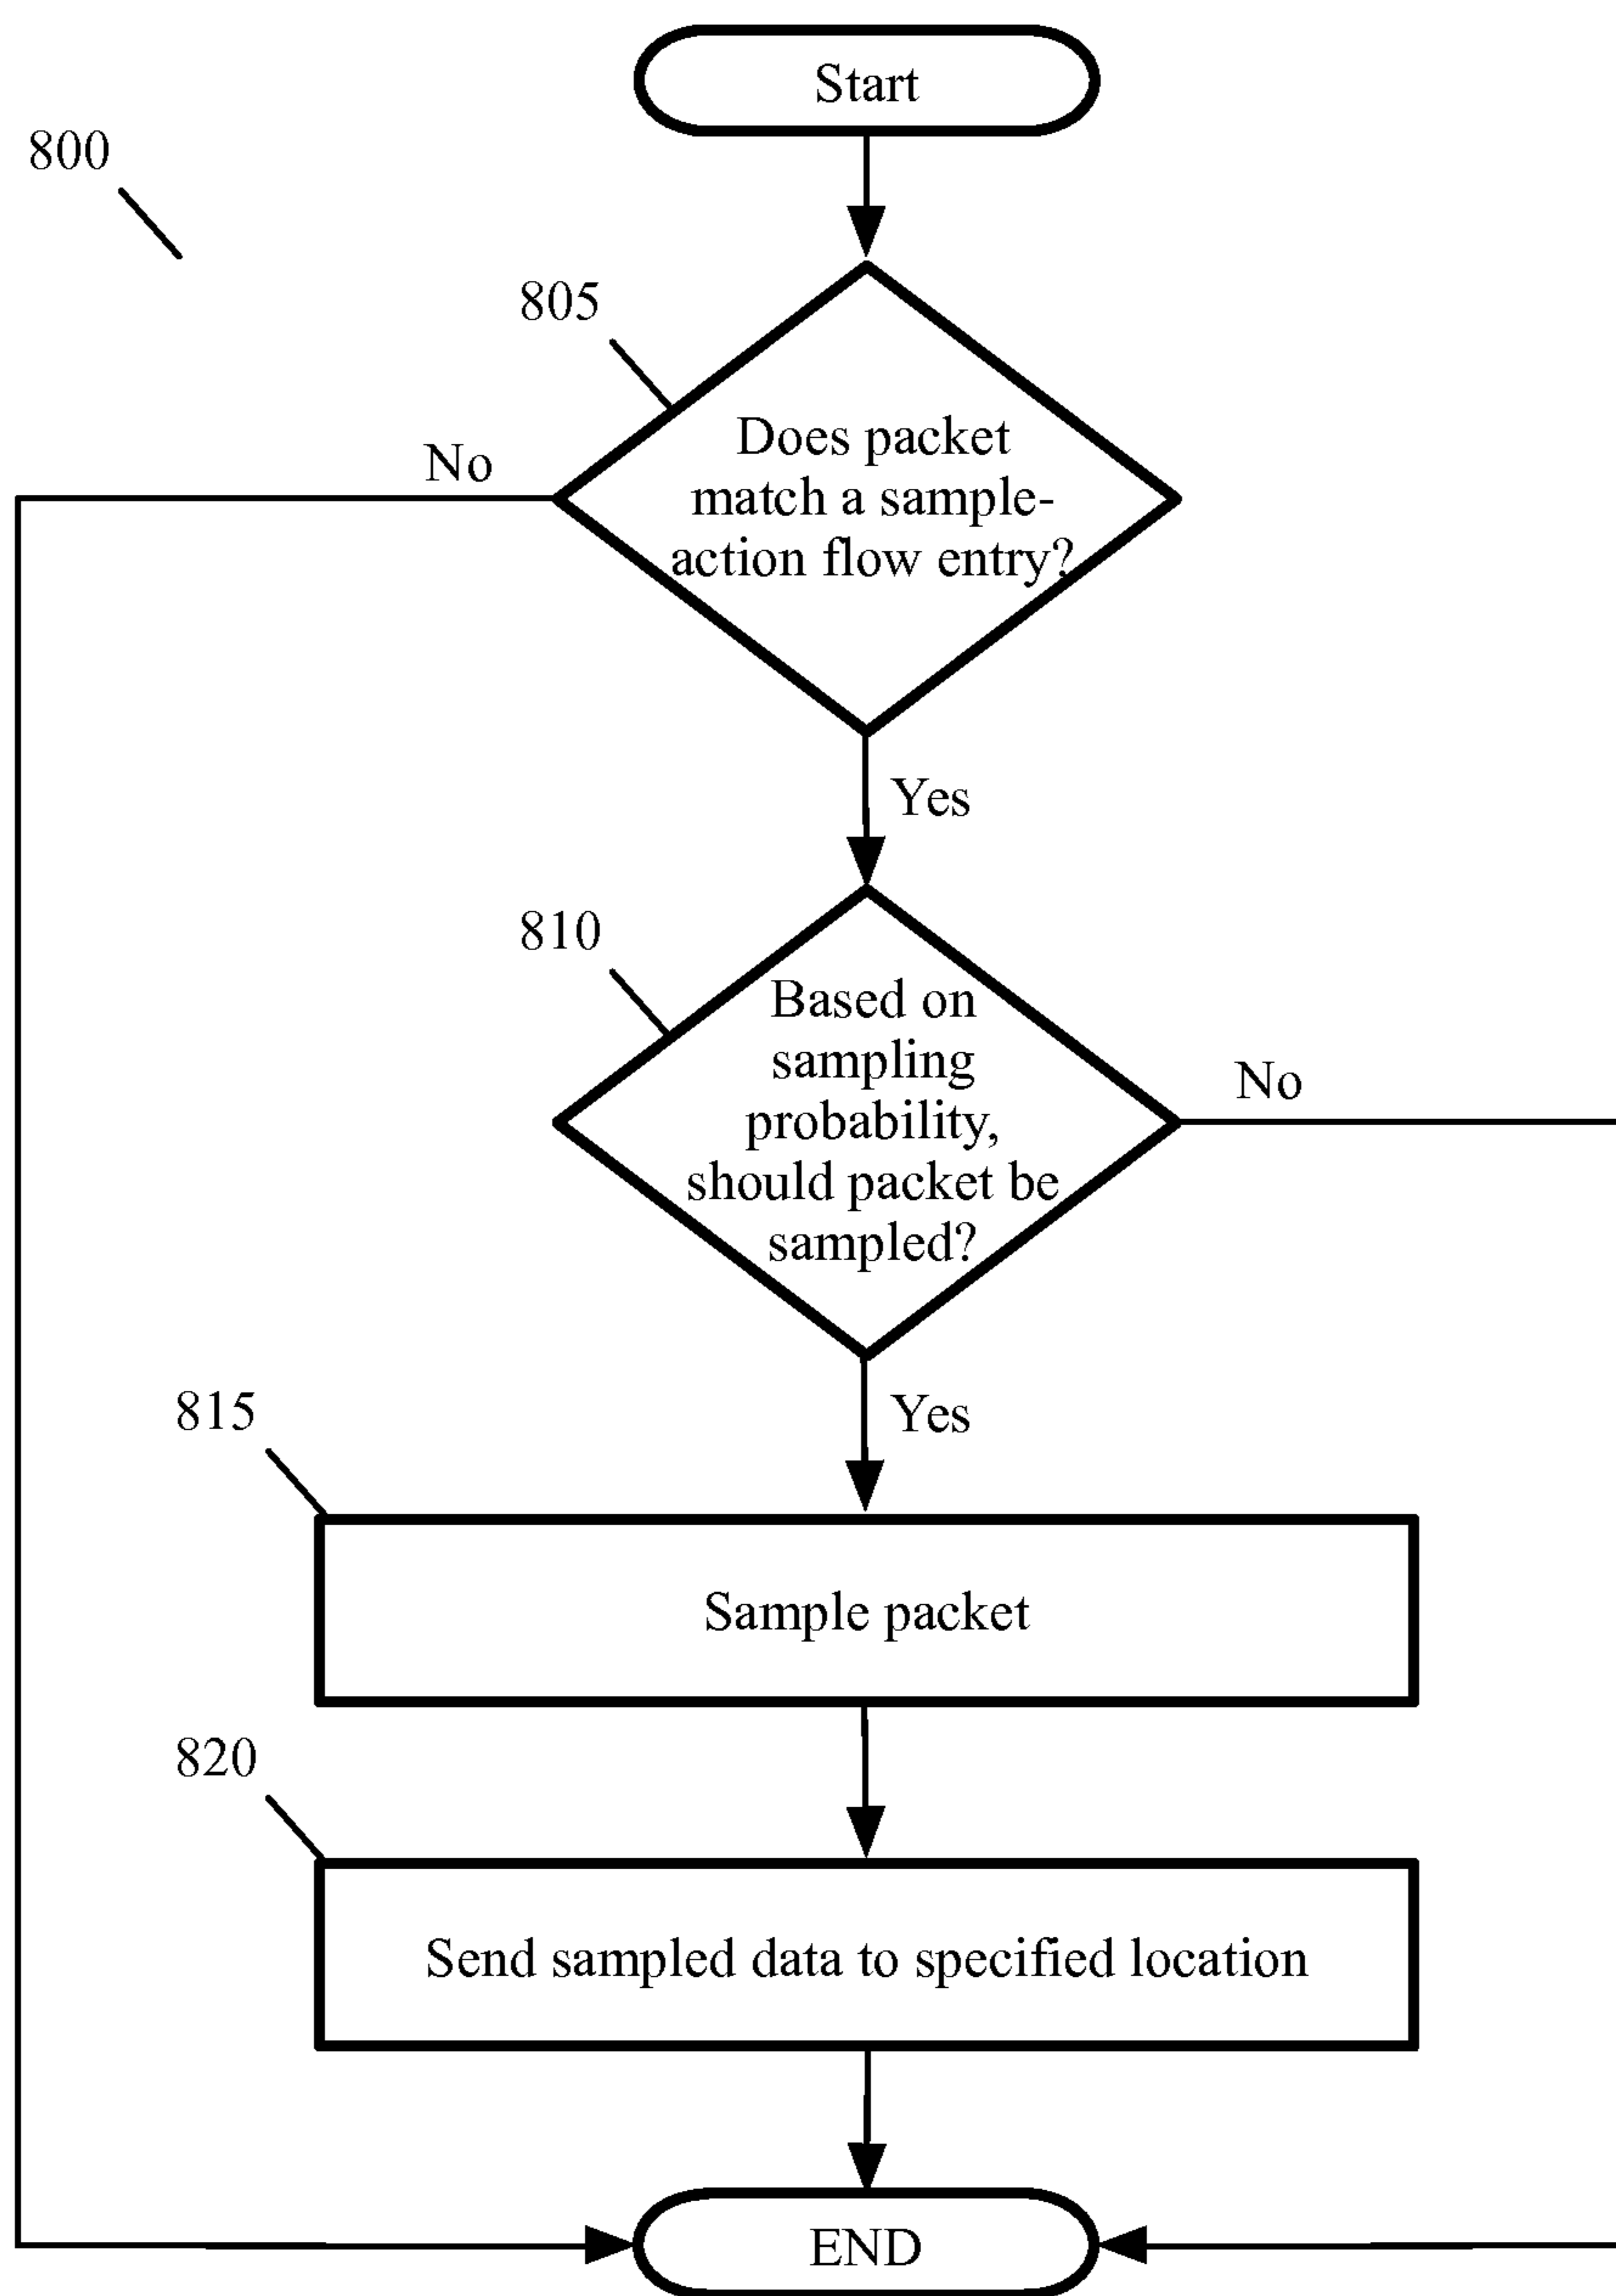 Start
800
805
Does packet
match a sample-
action flow entry?
No
Yes
810
Based on
sampling
probability,
should packet be
sampled?
No
Yes
815
Sample packet
820
Send sampled data to specified location
END